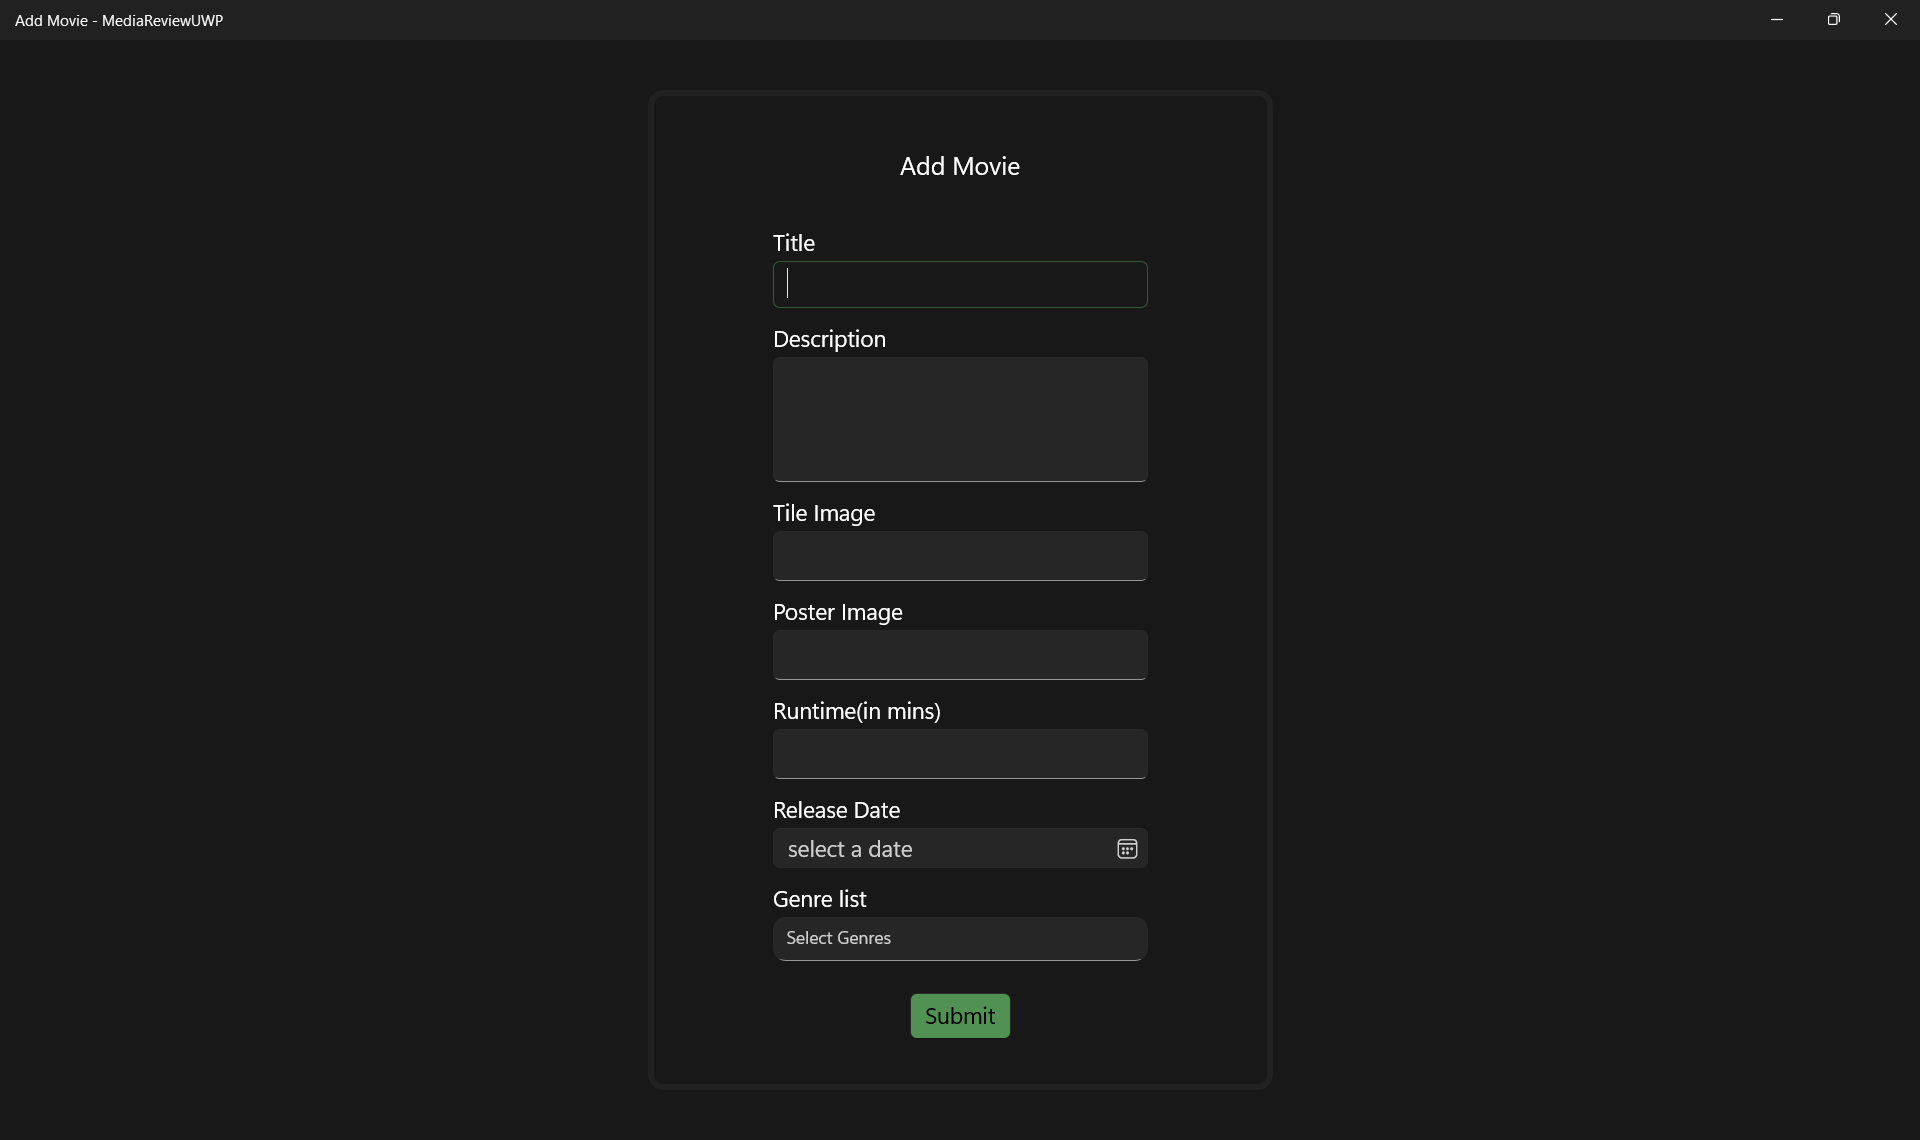 Add Movie - MediaReviewUWP
Add Movie
Title
Description
Tile Image
Poster Image
Runtime(in mins)
Release Date
select a date
Genre list
Select Genres
Submit